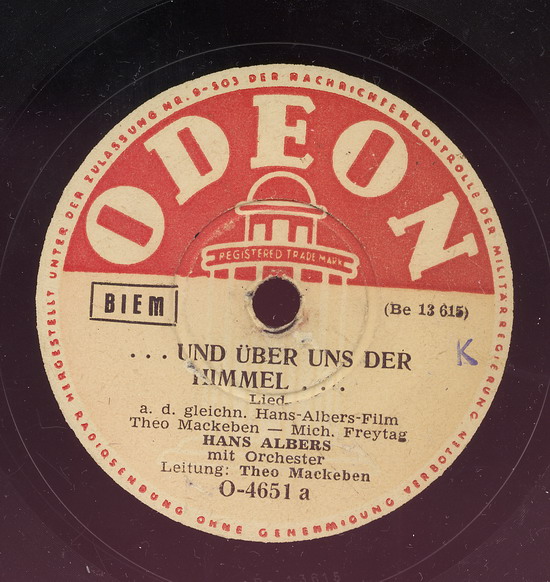 HERGESTELLT UNTER DER ZULASSUNG NR. 9-503 DER NACHRICHTENKONTROLLE DER MILITÄRREGIERUNG
ODEON
REGISTERED TRADE MARK
BIEM
(Be 13 615)
K
. . . UND ÜBER UNS DER
HIMMEL . . .
Lied
a. d. gleichn. Hans-Albers-Film
Theo Mackeben — Mich. Freytag
HANS ALBERS
mit Orchester
Leitung: Theo Mackeben
O-4651 a
RADIOSENDUNG OHNE GENEHMIGUNG VERBOTEN